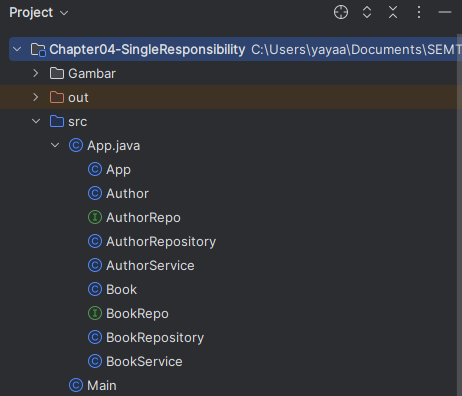 Project
Chapter04-SingleResponsibility C:\Users\yayaa\Documents\SEMT
Gambar
out
src
App.java
App
Author
AuthorRepo
AuthorRepository
AuthorService
Book
BookRepo
BookRepository
BookService
Main